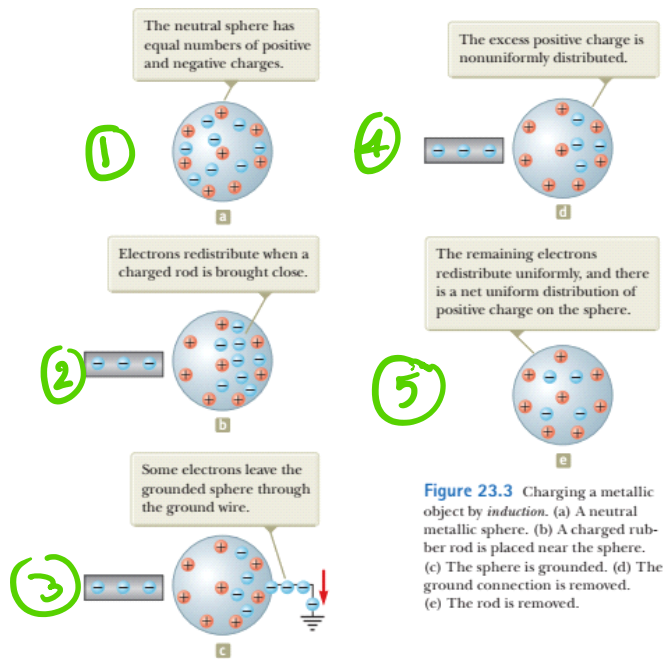 The neutral sphere has
equal numbers of positive
and negative charges.
1
a
Electrons redistribute when a
charged rod is brought close.
2
b
Some electrons leave the
grounded sphere through
the ground wire.
3
c
The excess positive charge is
nonuniformly distributed.
4
d
The remaining electrons
redistribute uniformly, and there
is a net uniform distribution of
positive charge on the sphere.
5
e
Figure 23.3 Charging a metallic
object by induction. (a) A neutral
metallic sphere. (b) A charged rub-
ber rod is placed near the sphere.
(c) The sphere is grounded. (d) The
ground connection is removed.
(e) The rod is removed.